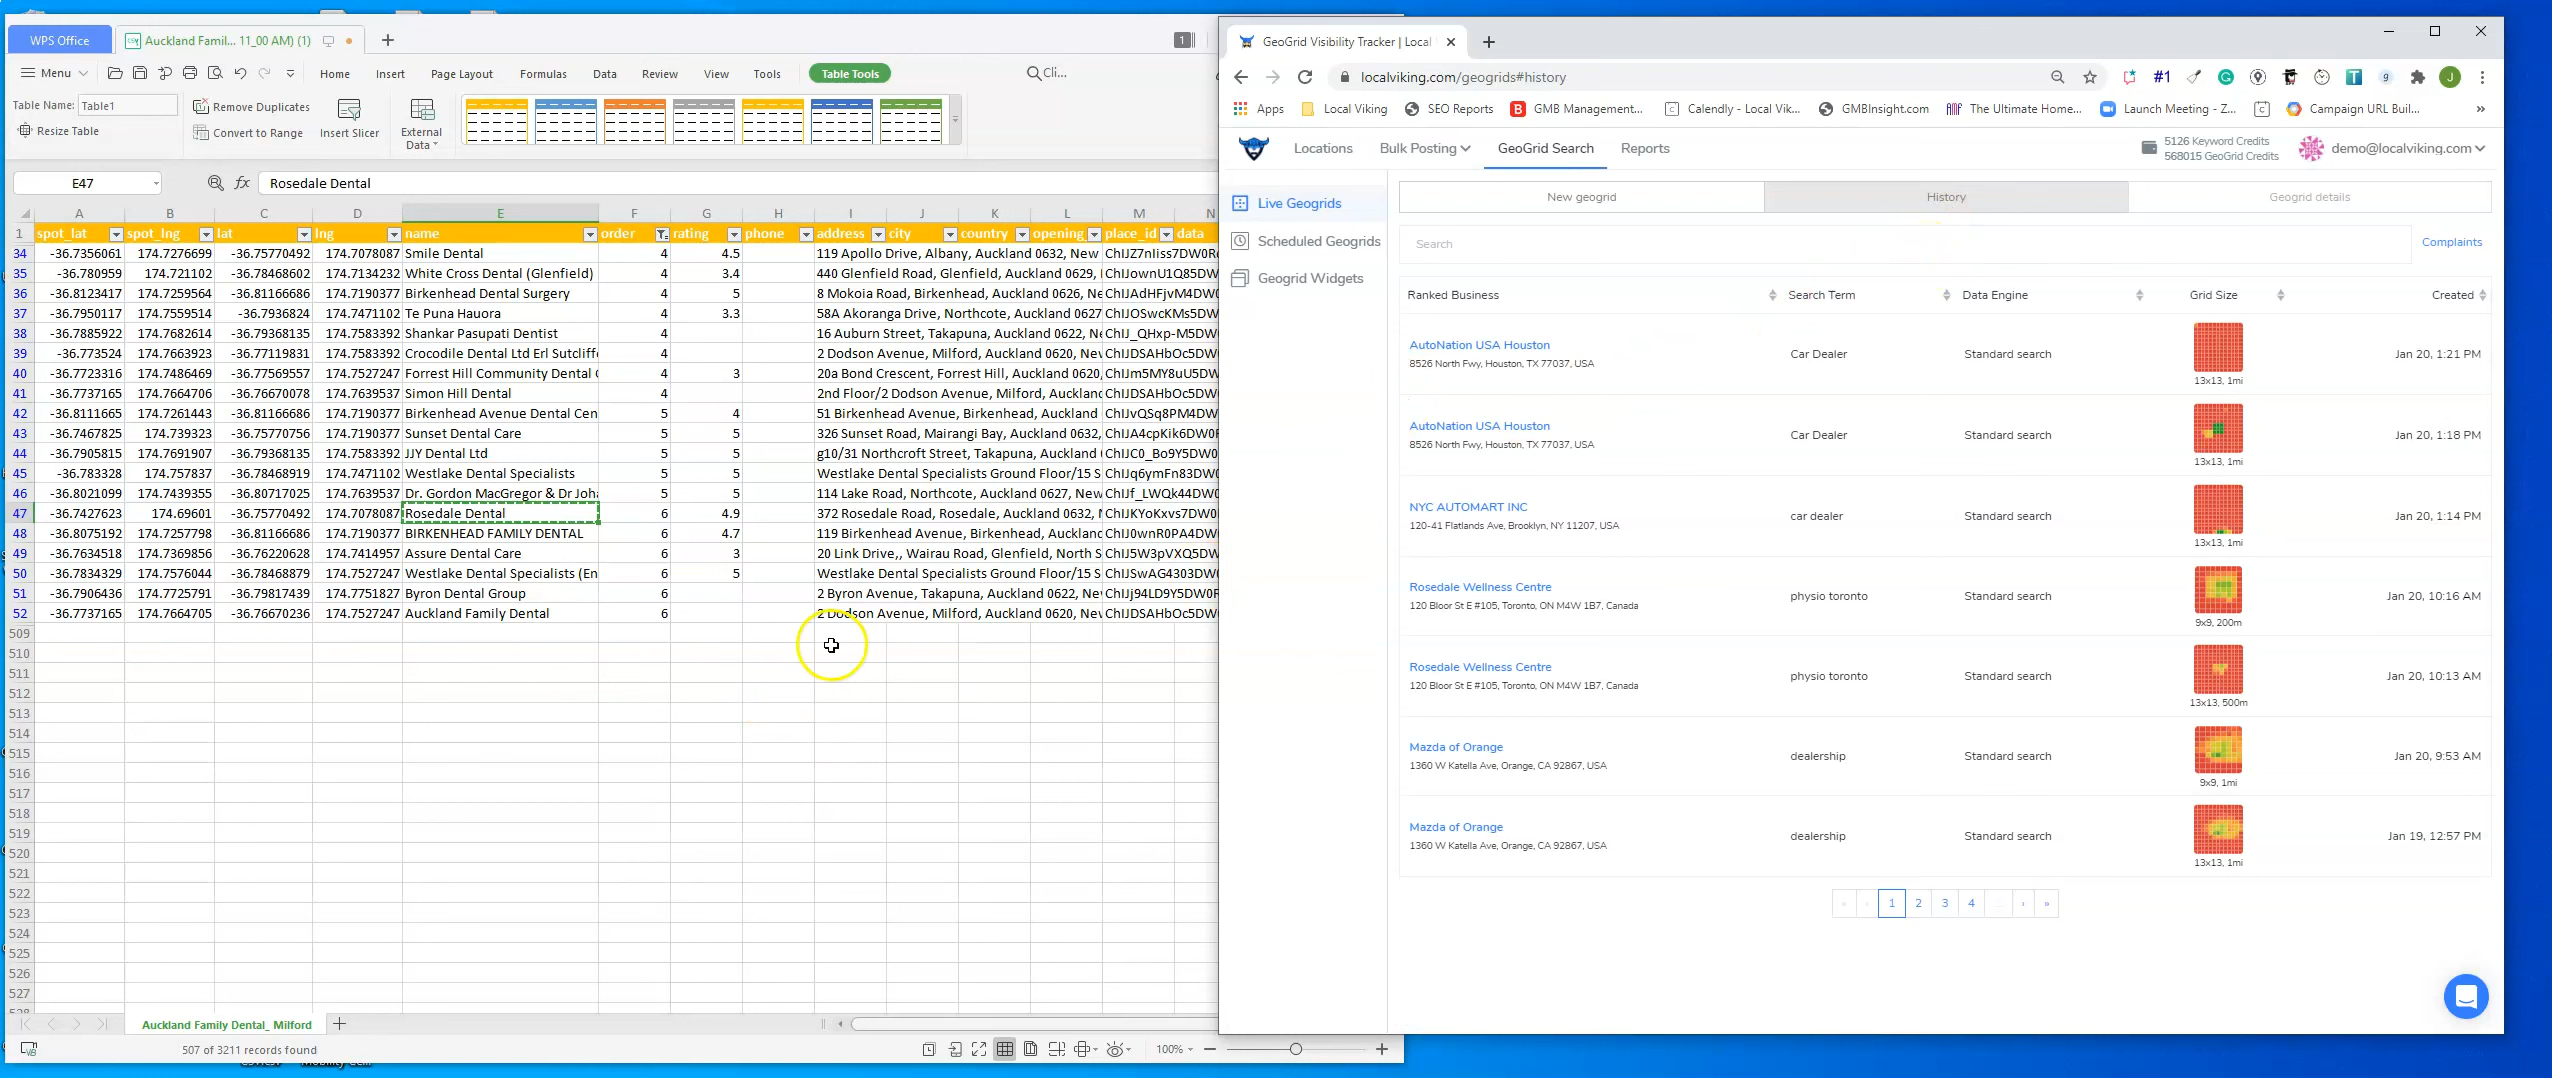 WPS Office
Auckland Famil... 11_00 AM) (1)
1
Menu
Home
Insert
Page Layout
Formulas
Data
Review
View
Tools
Table Tools
Cli...
Table Name:
Table1
Resize Table
Remove Duplicates
Convert to Range
Insert Slicer
External
Data
E47
fx
Rosedale Dental
A B C D E F G H I J K L M N
1 spot_lat spot_lng lat lng name order rating phone address city country opening_ place_id data
34 -36.7356061 174.7276699 -36.75770492 174.7078087 Smile Dental 4 4.5 119 Apollo Drive, Albany, Auckland 0632, New
35 -36.780959 174.721102 -36.78468602 174.7134232 White Cross Dental (Glenfield) 4 3.4 440 Glenfield Road, Glenfield, Auckland 0629,
36 -36.8123417 174.7259564 -36.81166686 174.7190377 Birkenhead Dental Surgery 4 5 8 Mokoia Road, Birkenhead, Auckland 0626, Ne
37 -36.7950117 174.7559514 -36.7936824 174.7471102 Te Puna Hauora 4 3.3 58A Akoranga Drive, Northcote, Auckland 0627
38 -36.7885922 174.7682614 -36.79368135 174.7583392 Shankar Pasupati Dentist 4 16 Auburn Street, Takapuna, Auckland 0622, Ne
39 -36.773524 174.7663923 -36.77119831 174.7583392 Crocodile Dental Ltd Erl Sutcliff 4 2 Dodson Avenue, Milford, Auckland 0620, New
40 -36.7723316 174.7486469 -36.77569557 174.7527247 Forrest Hill Community Dental 4 3 20a Bond Crescent, Forrest Hill, Auckland 0620,
41 -36.7737165 174.7664706 -36.76670078 174.7639537 Simon Hill Dental 4 2nd Floor/2 Dodson Avenue, Milford, Auckland
42 -36.8111665 174.7261443 -36.81166686 174.7190377 Birkenhead Avenue Dental Cen 5 4 51 Birkenhead Avenue, Birkenhead, Auckland
43 -36.7467825 174.739323 -36.75770756 174.7190377 Sunset Dental Care 5 5 326 Sunset Road, Mairangi Bay, Auckland 0632,
44 -36.7905815 174.7691907 -36.79368135 174.7583392 JJY Dental Ltd 5 5 g10/31 Northcroft Street, Takapuna, Auckland
45 -36.783328 174.757837 -36.78468919 174.7471102 Westlake Dental Specialists 5 5 Westlake Dental Specialists Ground Floor/15 S
46 -36.8021099 174.7439355 -36.80717025 174.7639537 Dr. Gordon MacGregor & Dr Joh 5 5 114 Lake Road, Northcote, Auckland 0627, New
47 -36.7427623 174.69601 -36.75770492 174.7078087 Rosedale Dental 6 4.9 372 Rosedale Road, Rosedale, Auckland 0632,
48 -36.8075192 174.7257798 -36.81166686 174.7190377 BIRKENHEAD FAMILY DENTAL 6 4.7 119 Birkenhead Avenue, Birkenhead, Auckland
49 -36.7634518 174.7369856 -36.76220628 174.7414957 Assure Dental Care 6 3 20 Link Drive,, Wairau Road, Glenfield, North S
50 -36.7834329 174.7576044 -36.78468879 174.7527247 Westlake Dental Specialists (En 6 5 Westlake Dental Specialists Ground Floor/15 S
51 -36.7906436 174.7725791 -36.79817439 174.7751827 Byron Dental Group 6 2 Byron Avenue, Takapuna, Auckland 0622, New
52 -36.7737165 174.7664705 -36.76670236 174.7527247 Auckland Family Dental 6 2 Dodson Avenue, Milford, Auckland 0620, New
509
510
511
512
513
514
515
516
517
518
519
520
521
522
523
524
525
526
527
Auckland Family Dental_ Milford
507 of 3211 records found
100%
GeoGrid Visibility Tracker | Local
localviking.com/geogrids#history
#1
g
J
Apps
Local Viking
SEO Reports
GMB Management...
Calendly - Local Vik...
GMBInsight.com
The Ultimate Home...
Launch Meeting - Z...
Campaign URL Buil...
Locations
Bulk Posting
GeoGrid Search
Reports
5126 Keyword Credits
568015 GeoGrid Credits
demo@localviking.com
Live Geogrids
Scheduled Geogrids
Geogrid Widgets
New geogrid
History
Geogrid details
Search
Complaints
Ranked Business
Search Term
Data Engine
Grid Size
Created
AutoNation USA Houston
8526 North Fwy, Houston, TX 77037, USA
Car Dealer
Standard search
13x13, 1mi
Jan 20, 1:21 PM
AutoNation USA Houston
8526 North Fwy, Houston, TX 77037, USA
Car Dealer
Standard search
13x13, 1mi
Jan 20, 1:18 PM
NYC AUTOMART INC
120-41 Flatlands Ave, Brooklyn, NY 11207, USA
car dealer
Standard search
13x13, 1mi
Jan 20, 1:14 PM
Rosedale Wellness Centre
120 Bloor St E #105, Toronto, ON M4W 1B7, Canada
physio toronto
Standard search
9x9, 200m
Jan 20, 10:16 AM
Rosedale Wellness Centre
120 Bloor St E #105, Toronto, ON M4W 1B7, Canada
physio toronto
Standard search
13x13, 500m
Jan 20, 10:13 AM
Mazda of Orange
1360 W Katella Ave, Orange, CA 92867, USA
dealership
Standard search
9x9, 1mi
Jan 20, 9:53 AM
Mazda of Orange
1360 W Katella Ave, Orange, CA 92867, USA
dealership
Standard search
13x13, 1mi
Jan 19, 12:57 PM
1 2 3 4